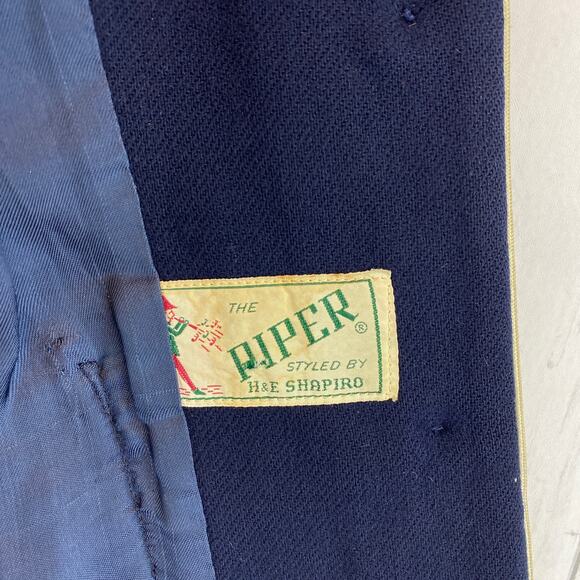 THE
PIPER ®
STYLED BY
H&E SHAPIRO